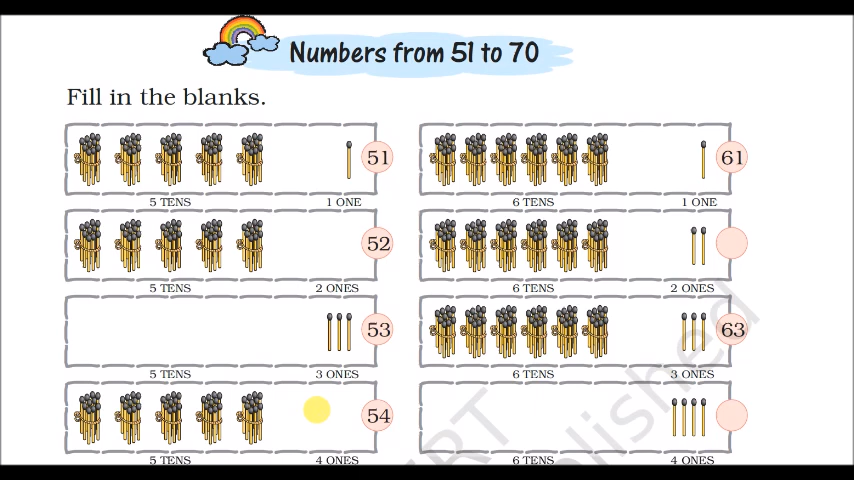 Numbers from 51 to 70
Fill in the blanks.
51
5 TENS 1 ONE
61
6 TENS 1 ONE
52
5 TENS 2 ONES
6 TENS 2 ONES
53
5 TENS 3 ONES
63
6 TENS 3 ONES
54
5 TENS 4 ONES
6 TENS 4 ONES